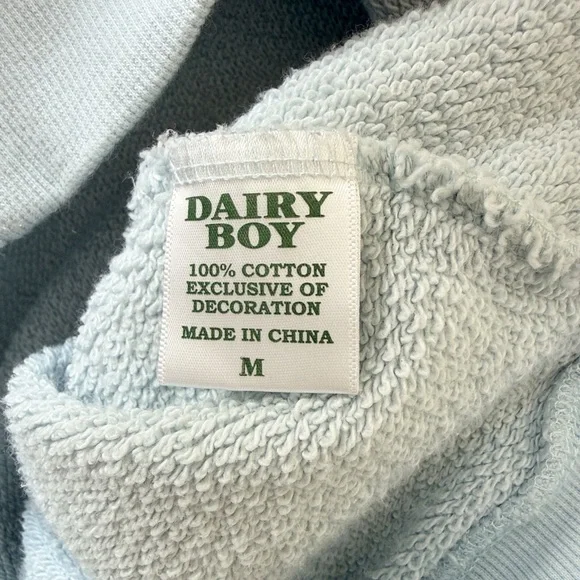 DAIRY
BOY
100% COTTON
EXCLUSIVE OF
DECORATION
MADE IN CHINA
M